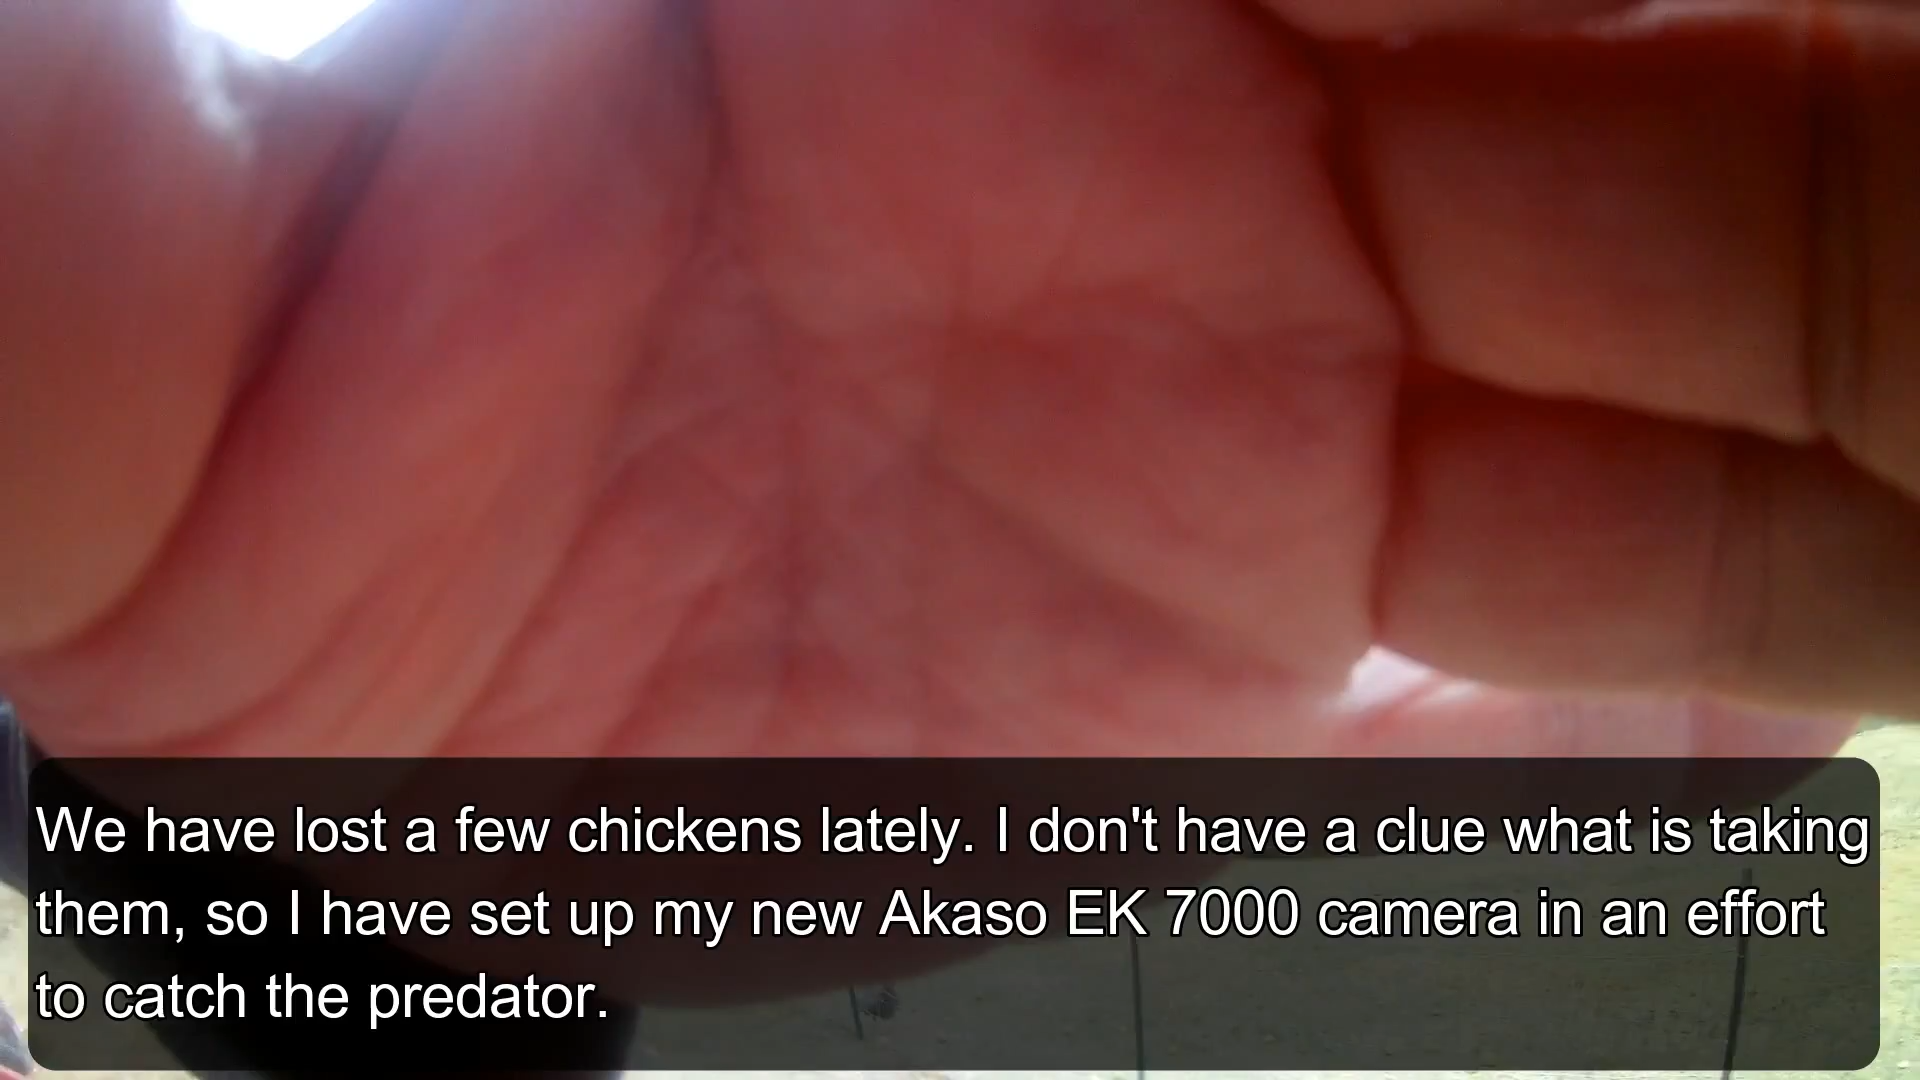 We have lost a few chickens lately. I don't have a clue what is taking
them, so I have set up my new Akaso EK 7000 camera in an effort
to catch the predator.